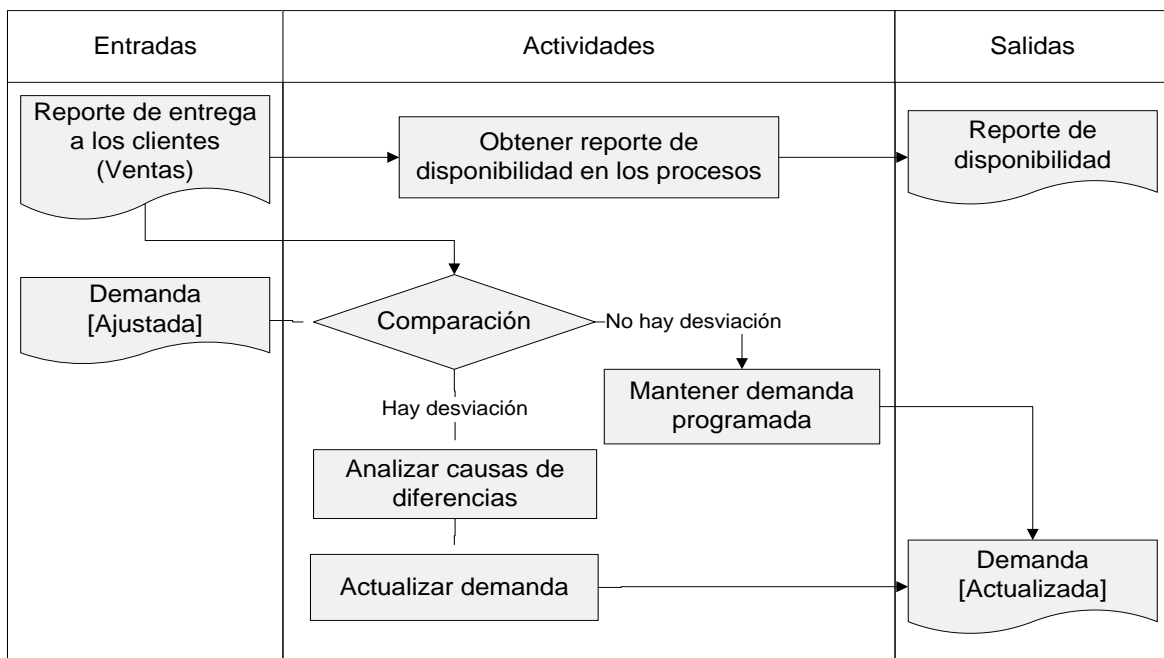 Entradas
Actividades
Salidas
Reporte de entrega
a los clientes
(Ventas)
Obtener reporte de
disponibilidad en los procesos
Reporte de
disponibilidad
Demanda
[Ajustada]
Comparación
No hay desviación
Mantener demanda
programada
Hay desviación
Analizar causas de
diferencias
Actualizar demanda
Demanda
[Actualizada]